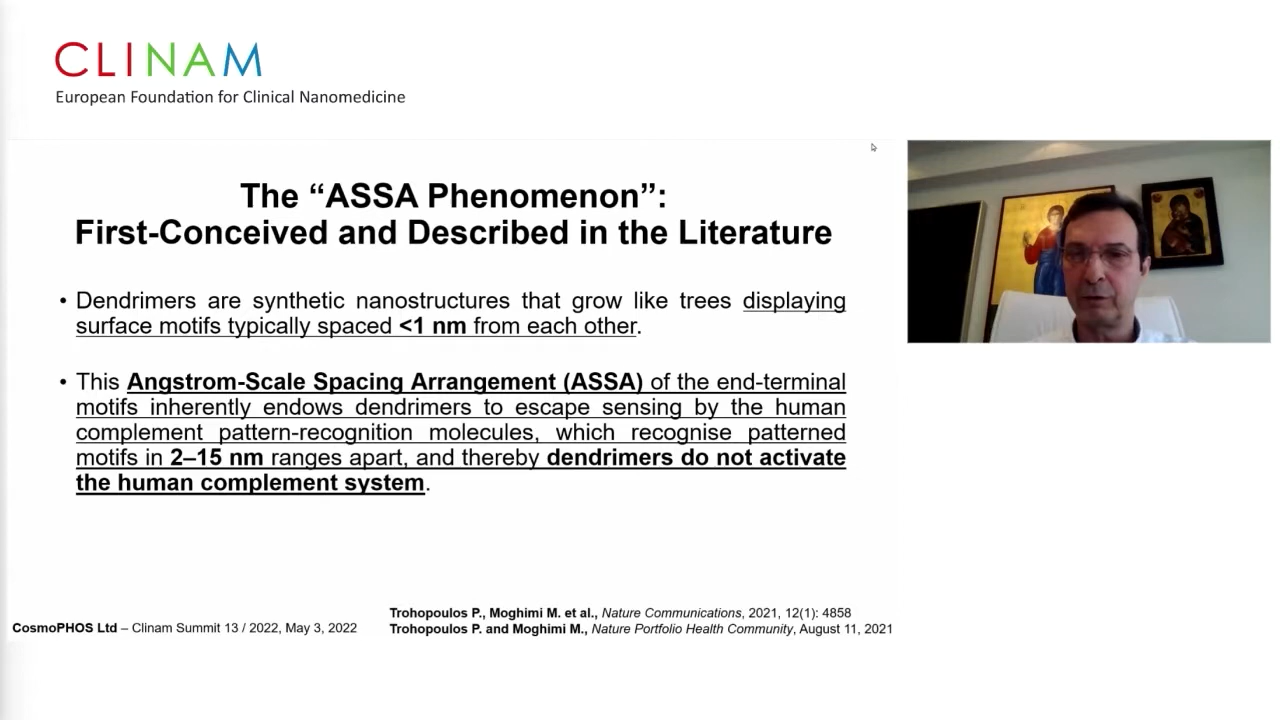 CLINAM
European Foundation for Clinical Nanomedicine
The “ASSA Phenomenon”:
First-Conceived and Described in the Literature
• Dendrimers are synthetic nanostructures that grow like trees displaying
surface motifs typically spaced <1 nm from each other.
• This Angstrom-Scale Spacing Arrangement (ASSA) of the end-terminal
motifs inherently endows dendrimers to escape sensing by the human
complement pattern-recognition molecules, which recognise patterned
motifs in 2–15 nm ranges apart, and thereby dendrimers do not activate
the human complement system.
Trohopoulos P., Moghimi M. et al., Nature Communications, 2021, 12(1): 4858
CosmoPHOS Ltd – Clinam Summit 13 / 2022, May 3, 2022
Trohopoulos P. and Moghimi M., Nature Portfolio Health Community, August 11, 2021